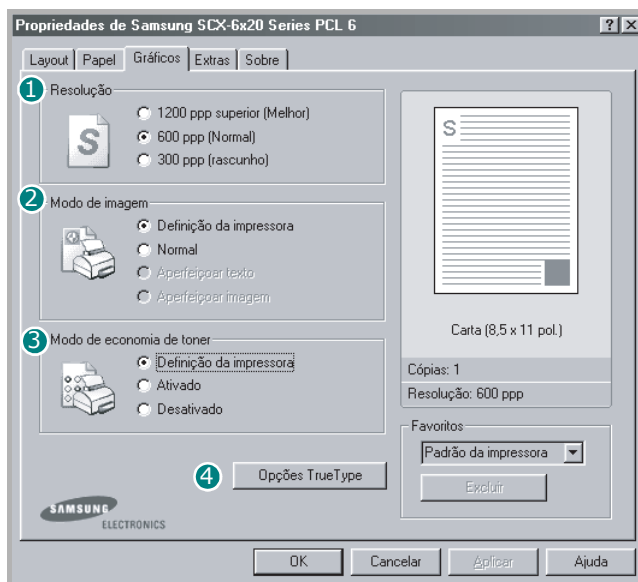 Propriedades de Samsung SCX-6x20 Series PCL 6
? x
Layout Papel Gráficos Extras Sobre
1 Resolução
S
1200 ppp superior (Melhor)
600 ppp (Normal)
300 ppp (rascunho)
2 Modo de imagem
Definição da impressora
Normal
Aperfeiçoar texto
Aperfeiçoar imagem
3 Modo de economia de toner
Definição da impressora
Ativado
Desativado
4 Opções TrueType
SAMSUNG
ELECTRONICS
S
Carta (8,5 x 11 pol.)
Cópias: 1
Resolução: 600 ppp
Favoritos
Padrão da impressora
Excluir
OK Cancelar Aplicar Ajuda